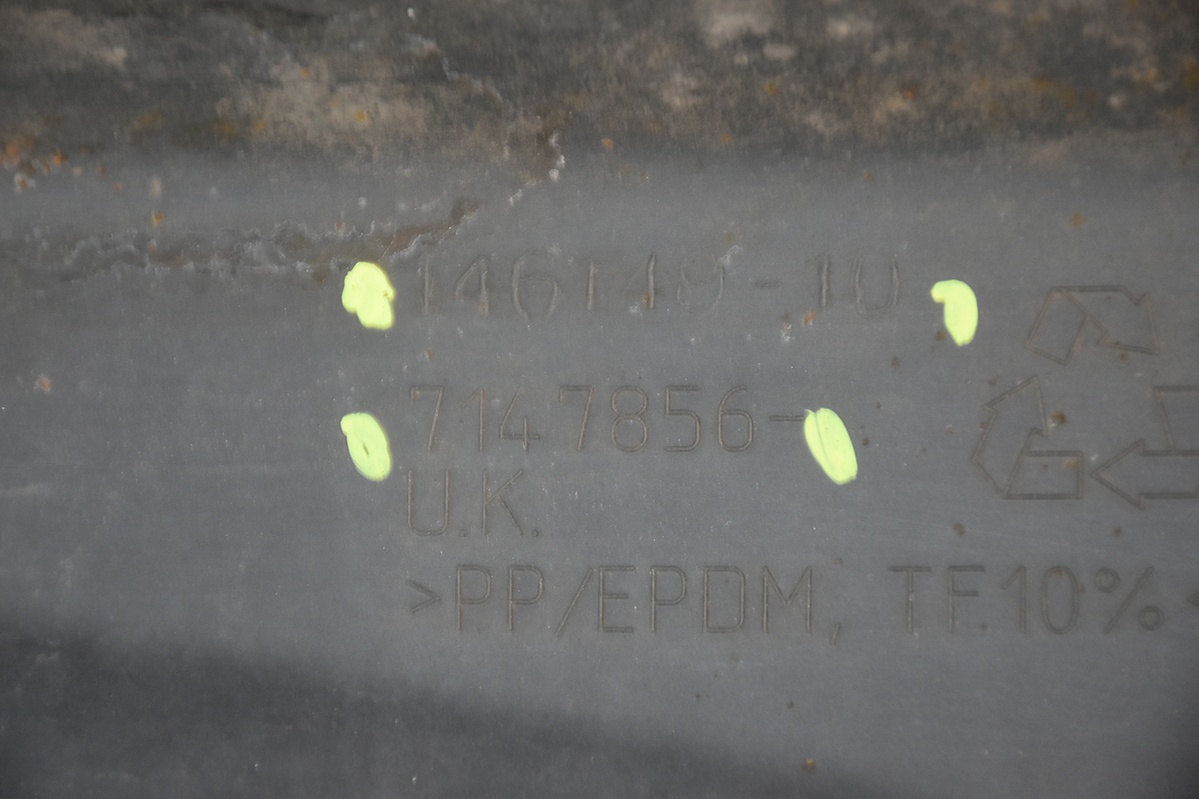 146149-10
7147856-
U.K.
>PP/EPDM, TF10%<